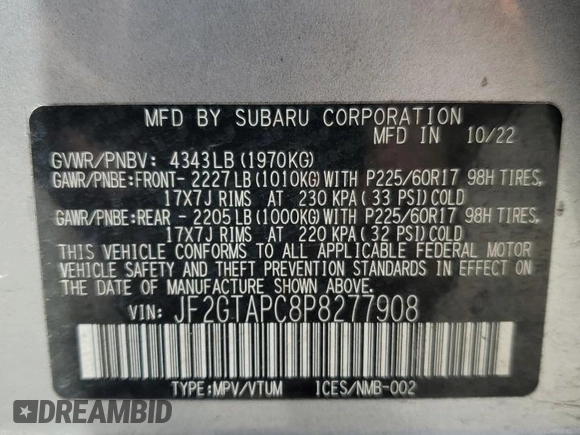 MFD BY SUBARU CORPORATION
MFD IN 10/22
GVWR/PNBV: 4343LB(1970KG)
GAWR/PNBE:FRONT- 2227LB(1010KG)WITH P225/60R17 98H TIRES,
17X7J RIMS AT 230 KPA(33 PSI)COLD
GAWR/PNBE:REAR - 2205LB(1000KG)WITH P225/60R17 98H TIRES,
17X7J RIMS AT 220 KPA(32 PSI)COLD
THIS VEHICLE CONFORMS TO ALL APPLICABLE FEDERAL MOTOR
VEHICLE SAFETY AND THEFT PREVENTION STANDARDS IN EFFECT ON
THE DATE OF MANUFACTURE SHOWN ABOVE.
VIN: JF2GTAPC8P8277908
TYPE:MPV/VTUM ICES/NMB-002
DREAMBID